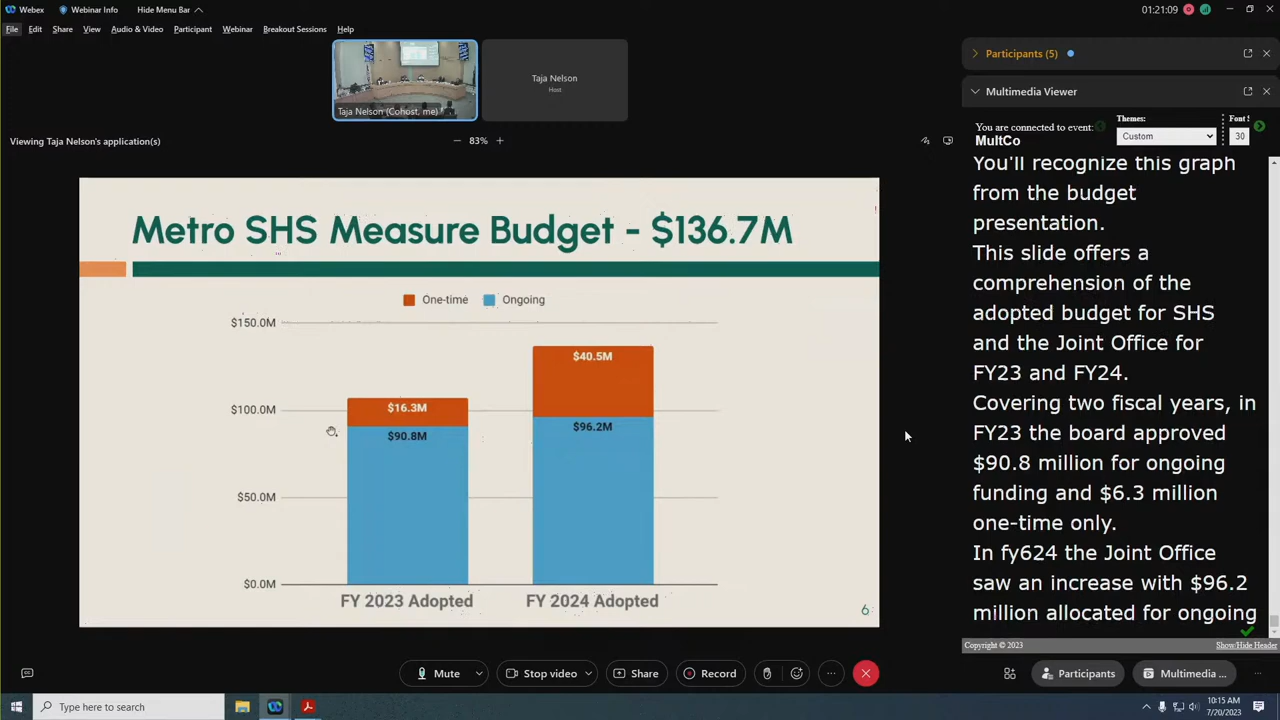 Webex
Webinar Info
Hide Menu Bar
01:21:09
File Edit Share View Audio & Video Participant Webinar Breakout Sessions Help
Taja Nelson (Cohost, me)
Taja Nelson
Host
Viewing Taja Nelson's application(s)
83%
Metro SHS Measure Budget - $136.7M
One-time
Ongoing
$150.0M
$100.0M
$50.0M
$0.0M
$16.3M
$90.8M
$40.5M
$96.2M
FY 2023 Adopted
FY 2024 Adopted
6
Participants (5)
Multimedia Viewer
You are connected to event:
MultCo
Themes:
Custom
Font !
30
You'll recognize this graph
from the budget
presentation.
This slide offers a
comprehension of the
adopted budget for SHS
and the Joint Office for
FY23 and FY24.
Covering two fiscal years, in
FY23 the board approved
$90.8 million for ongoing
funding and $6.3 million
one-time only.
In fy624 the Joint Office
saw an increase with $96.2
million allocated for ongoing
Copyright © 2023
Show/Hide Header
Mute
Stop video
Share
Record
Participants
Multimedia ...
Type here to search
10:15 AM
7/20/2023